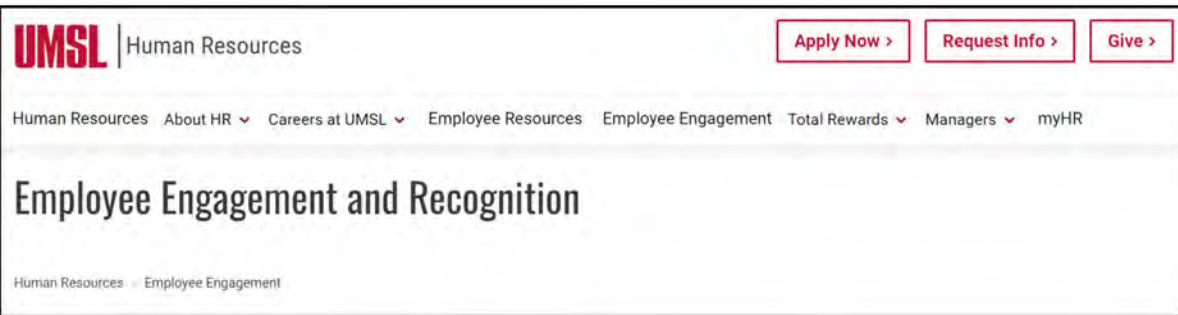 UMSL | Human Resources
Apply Now >
Request Info >
Give >
Human Resources About HR Careers at UMSL Employee Resources Employee Engagement Total Rewards Managers myHR
Employee Engagement and Recognition
Human Resources Employee Engagement